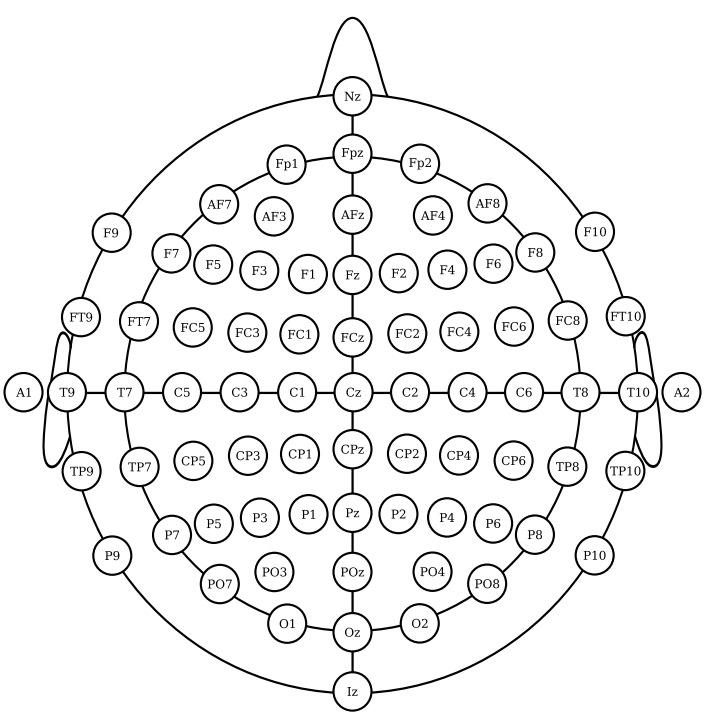 Nz
Fp1 Fpz Fp2
AF7 AF3 AFz AF4 AF8
F9 F7 F5 F3 F1 Fz F2 F4 F6 F8 F10
FT9 FT7 FC5 FC3 FC1 FCz FC2 FC4 FC6 FC8 FT10
A1 T9 T7 C5 C3 C1 Cz C2 C4 C6 T8 T10 A2
TP9 TP7 CP5 CP3 CP1 CPz CP2 CP4 CP6 TP8 TP10
P9 P7 P5 P3 P1 Pz P2 P4 P6 P8 P10
PO7 PO3 POz PO4 PO8
O1 Oz O2
Iz